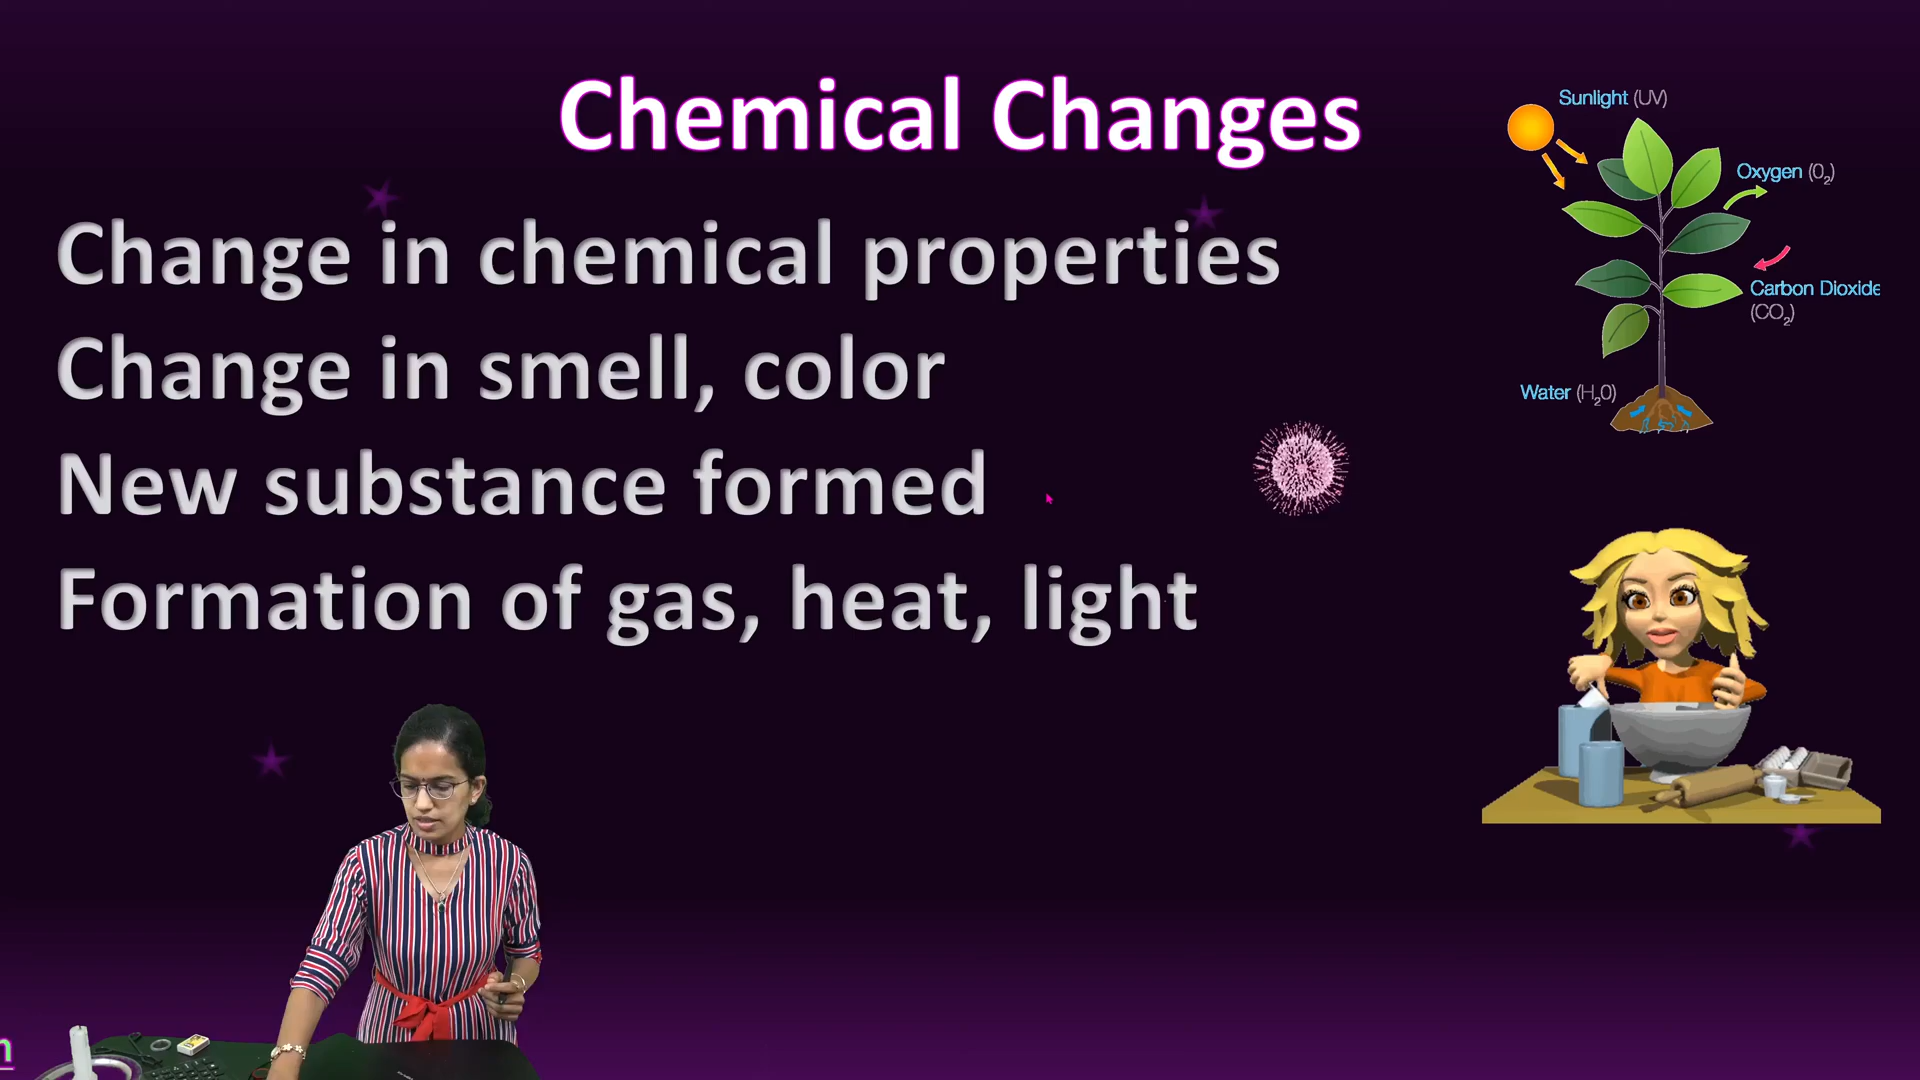 Chemical Changes
Change in chemical properties
Change in smell, color
New substance formed
Formation of gas, heat, light
Sunlight (UV)
Oxygen (O₂)
Carbon Dioxide
(CO₂)
Water (H₂O)
n